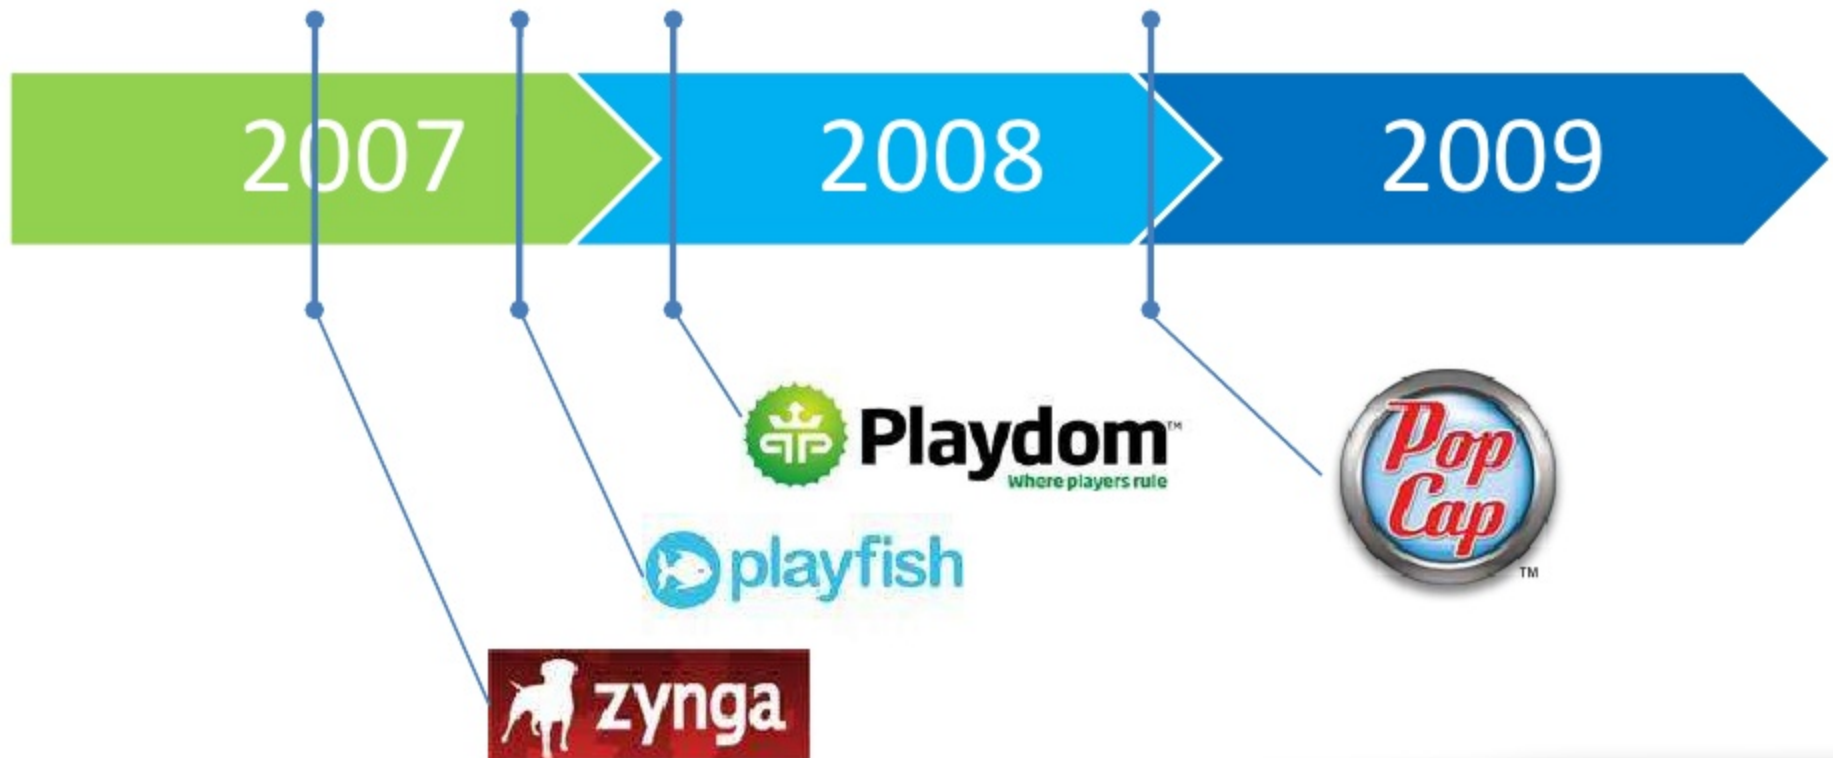 2007
2008
2009
Playdom™
Where players rule
playfish
zynga
Pop
Cap
TM